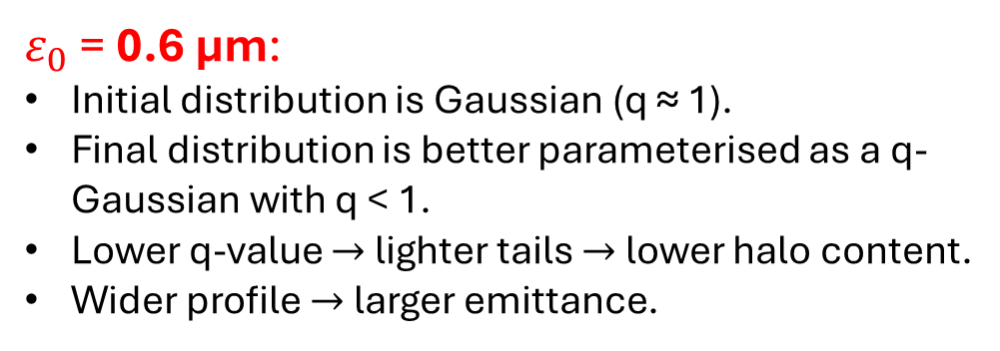 ε₀ = 0.6 µm:
• Initial distribution is Gaussian (q ≈ 1).
• Final distribution is better parameterised as a q-
Gaussian with q < 1.
• Lower q-value → lighter tails → lower halo content.
• Wider profile → larger emittance.